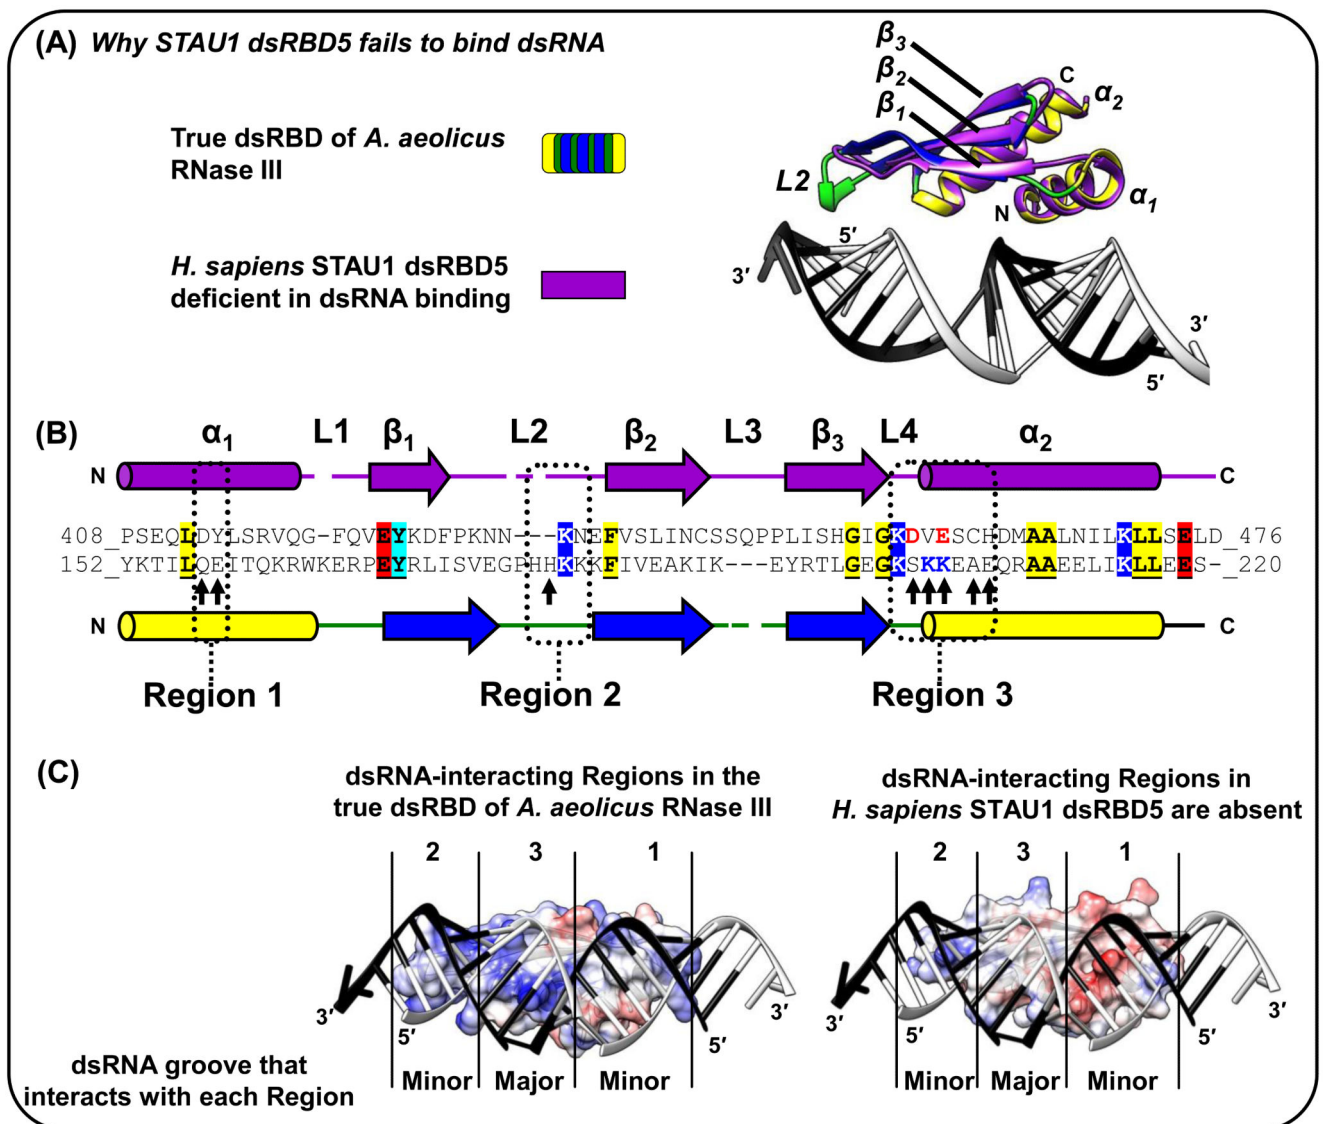 (A) Why STAU1 dsRBD5 fails to bind dsRNA
True dsRBD of A. aeolicus
RNase III
H. sapiens STAU1 dsRBD5
deficient in dsRNA binding
β3
β2
β1
C
α2
L2
N
α1
5′
3′
3′
5′
(B)
α1 L1 β1 L2 β2 L3 β3 L4 α2
N C
408_PSEQLDYLSRVQG-FQVEYKDFPKNN---KNEFVSLINCSSQPPLISHGIGKDVESCHDMAALNILKLLSELD_476
152_YKTILQEITQKRWKERPEYRLISVEGPHHKKKFIVEAKIK---EYRTLGEGKSKKEAEQRAAEELIKLLEES-_220
N C
Region 1 Region 2 Region 3
(C)
dsRNA-interacting Regions in the
true dsRBD of A. aeolicus RNase III
dsRNA-interacting Regions in
H. sapiens STAU1 dsRBD5 are absent
2 3 1
2 3 1
3′
5′
5′
3′
3′
5′
5′
3′
dsRNA groove that
interacts with each Region
Minor Major Minor
Minor Major Minor